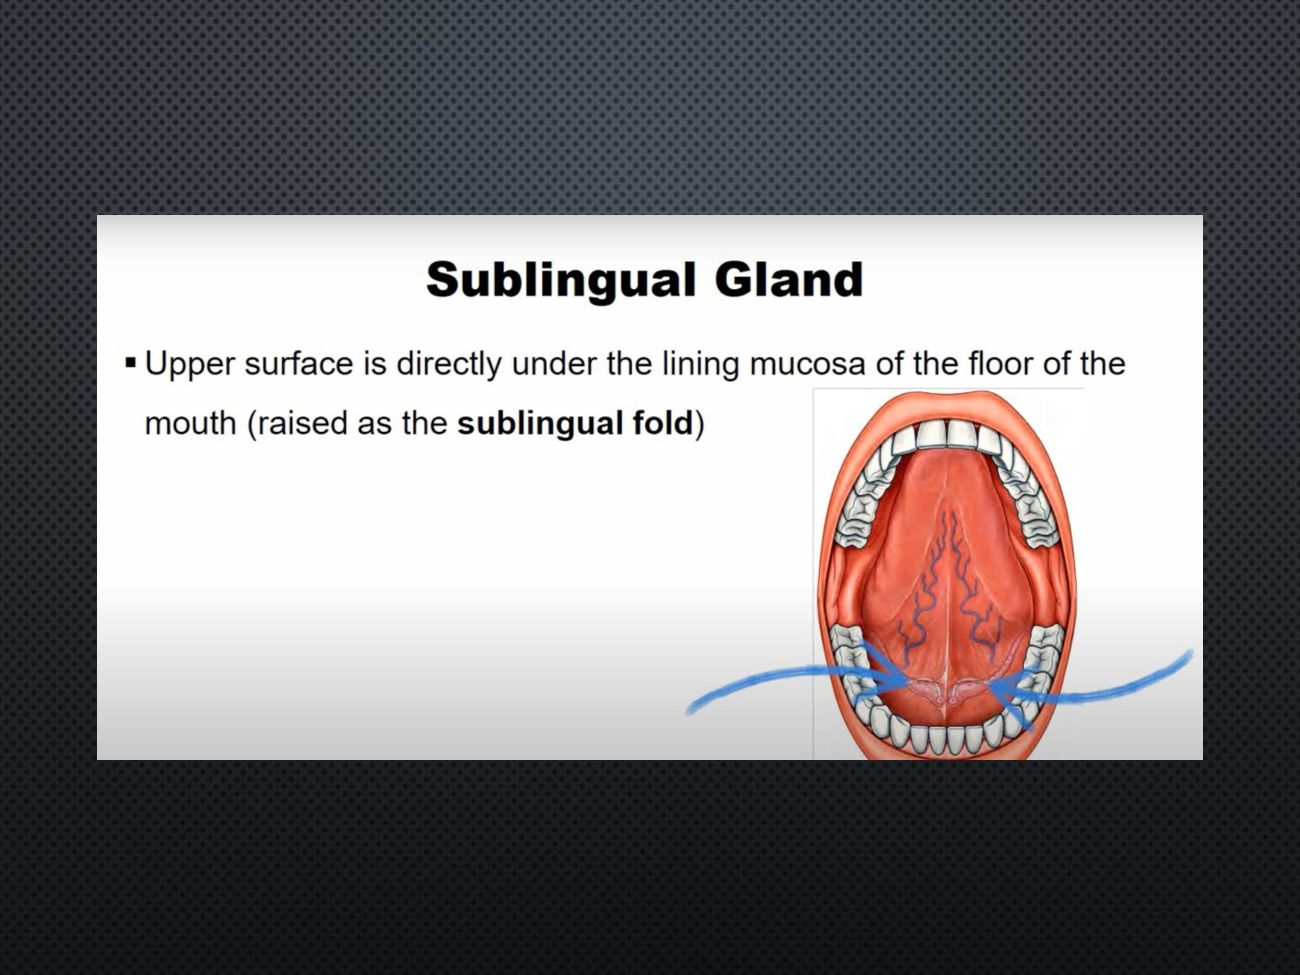 Sublingual Gland
▪ Upper surface is directly under the lining mucosa of the floor of the
mouth (raised as the sublingual fold)